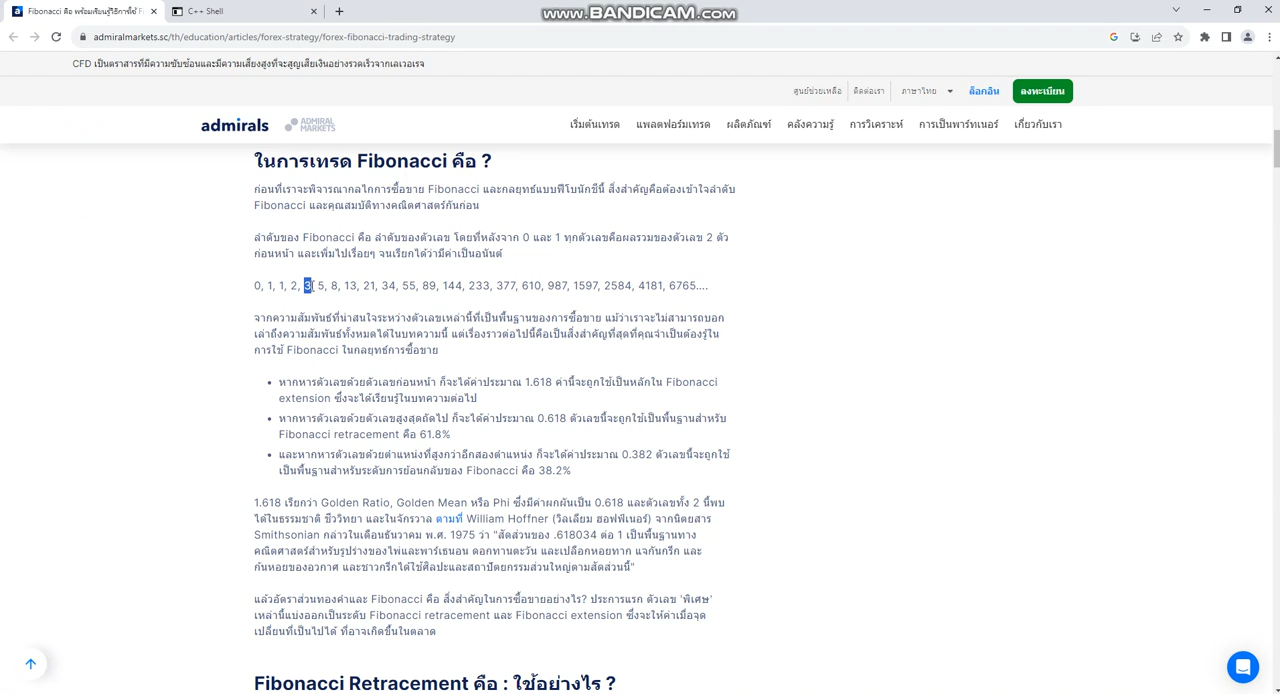 Fibonacci คือ พร้อมเรียนรู้วิธีการใช้ Fi
C++ Shell
www.BANDICAM.com
admiralmarkets.sc/th/education/articles/forex-strategy/forex-fibonacci-trading-strategy
CFD เป็นตราสารที่มีความซับซ้อนและมีความเสี่ยงสูงที่จะสูญเสียเงินอย่างรวดเร็วจากเลเวอเรจ
ศูนย์ช่วยเหลือ
ติดต่อเรา
ภาษาไทย
ล็อกอิน
ลงทะเบียน
admirals
ADMIRAL MARKETS
เริ่มต้นเทรด
แพลตฟอร์มเทรด
ผลิตภัณฑ์
คลังความรู้
การวิเคราะห์
การเป็นพาร์ทเนอร์
เกี่ยวกับเรา
ในการเทรด Fibonacci คือ ?
ก่อนที่เราจะพิจารณากลไกการซื้อขาย Fibonacci และกลยุทธ์แบบฟีโบนักชีนี้ สิ่งสำคัญคือต้องเข้าใจลำดับ
Fibonacci และคุณสมบัติทางคณิตศาสตร์กันก่อน
ลำดับของ Fibonacci คือ ลำดับของตัวเลข โดยที่หลังจาก 0 และ 1 ทุกตัวเลขคือผลรวมของตัวเลข 2 ตัว
ก่อนหน้า และเพิ่มไปเรื่อยๆ จนเรียกได้ว่ามีค่าเป็นอนันต์
0, 1, 1, 2, 3, 5, 8, 13, 21, 34, 55, 89, 144, 233, 377, 610, 987, 1597, 2584, 4181, 6765....
จากความสัมพันธ์ที่น่าสนใจระหว่างตัวเลขเหล่านี้ที่เป็นพื้นฐานของการซื้อขาย แม้ว่าเราจะไม่สามารถบอก
เล่าถึงความสัมพันธ์ทั้งหมดได้ในบทความนี้ แต่เรื่องราวต่อไปนี้คือเป็นสิ่งสำคัญที่สุดที่คุณจำเป็นต้องรู้ใน
การใช้ Fibonacci ในกลยุทธ์การซื้อขาย
• หากหารตัวเลขด้วยตัวเลขก่อนหน้า ก็จะได้ค่าประมาณ 1.618 ค่านี้จะถูกใช้เป็นหลักใน Fibonacci
extension ซึ่งจะได้เรียนรู้ในบทความต่อไป
• หากหารตัวเลขด้วยตัวเลขสูงสุดถัดไป ก็จะได้ค่าประมาณ 0.618 ตัวเลขนี้จะถูกใช้เป็นพื้นฐานสำหรับ
Fibonacci retracement คือ 61.8%
• และหากหารตัวเลขด้วยตำแหน่งที่สูงกว่าอีกสองตำแหน่ง ก็จะได้ค่าประมาณ 0.382 ตัวเลขนี้จะถูกใช้
เป็นพื้นฐานสำหรับระดับการย้อนกลับของ Fibonacci คือ 38.2%
1.618 เรียกว่า Golden Ratio, Golden Mean หรือ Phi ซึ่งมีค่าผกผันเป็น 0.618 และตัวเลขทั้ง 2 นี้พบ
ได้ในธรรมชาติ ชีววิทยา และในจักรวาล ตามที่ William Hoffner (วิลเลียม ฮอฟฟ์เนอร์) จากนิตยสาร
Smithsonian กล่าวในเดือนธันวาคม พ.ศ. 1975 ว่า "สัดส่วนของ .618034 ต่อ 1 เป็นพื้นฐานทาง
คณิตศาสตร์สำหรับรูปร่างของไพ่และพาร์เธนอน ดอกทานตะวัน และเปลือกหอยทาก แจกันกรีก และ
ก้นหอยของอวกาศ และชาวกรีกได้ใช้ศิลปะและสถาปัตยกรรมส่วนใหญ่ตามสัดส่วนนี้"
แล้วอัตราส่วนทองคำและ Fibonacci คือ สิ่งสำคัญในการซื้อขายอย่างไร? ประการแรก ตัวเลข 'พิเศษ'
เหล่านี้แบ่งออกเป็นระดับ Fibonacci retracement และ Fibonacci extension ซึ่งจะให้ค่าเมื่อจุด
เปลี่ยนที่เป็นไปได้ ที่อาจเกิดขึ้นในตลาด
Fibonacci Retracement คือ : ใช้อย่างไร ?